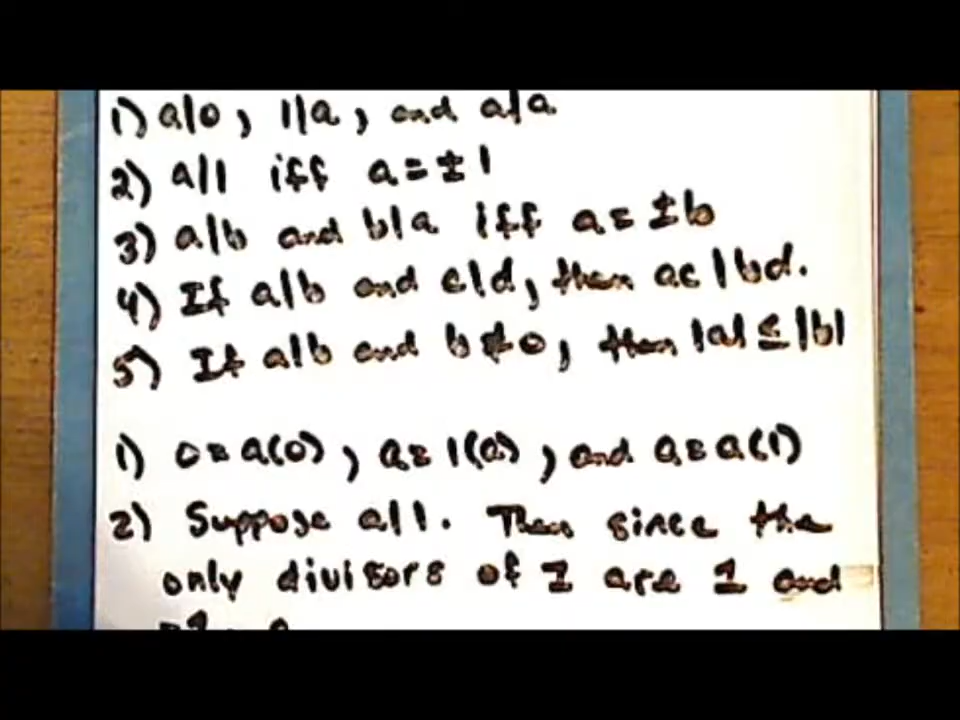 1) a|0, 1|a, and a|a
2) a|1 iff a=±1
3) a|b and b|a iff a=±b
4) If a|b and c|d, then ac|bd.
5) If a|b and b≠0, then |a|≤|b|
1) 0=a(0), a=1(a), and a=a(1)
2) Suppose a|1. Then since the
only divisors of 1 are 1 and